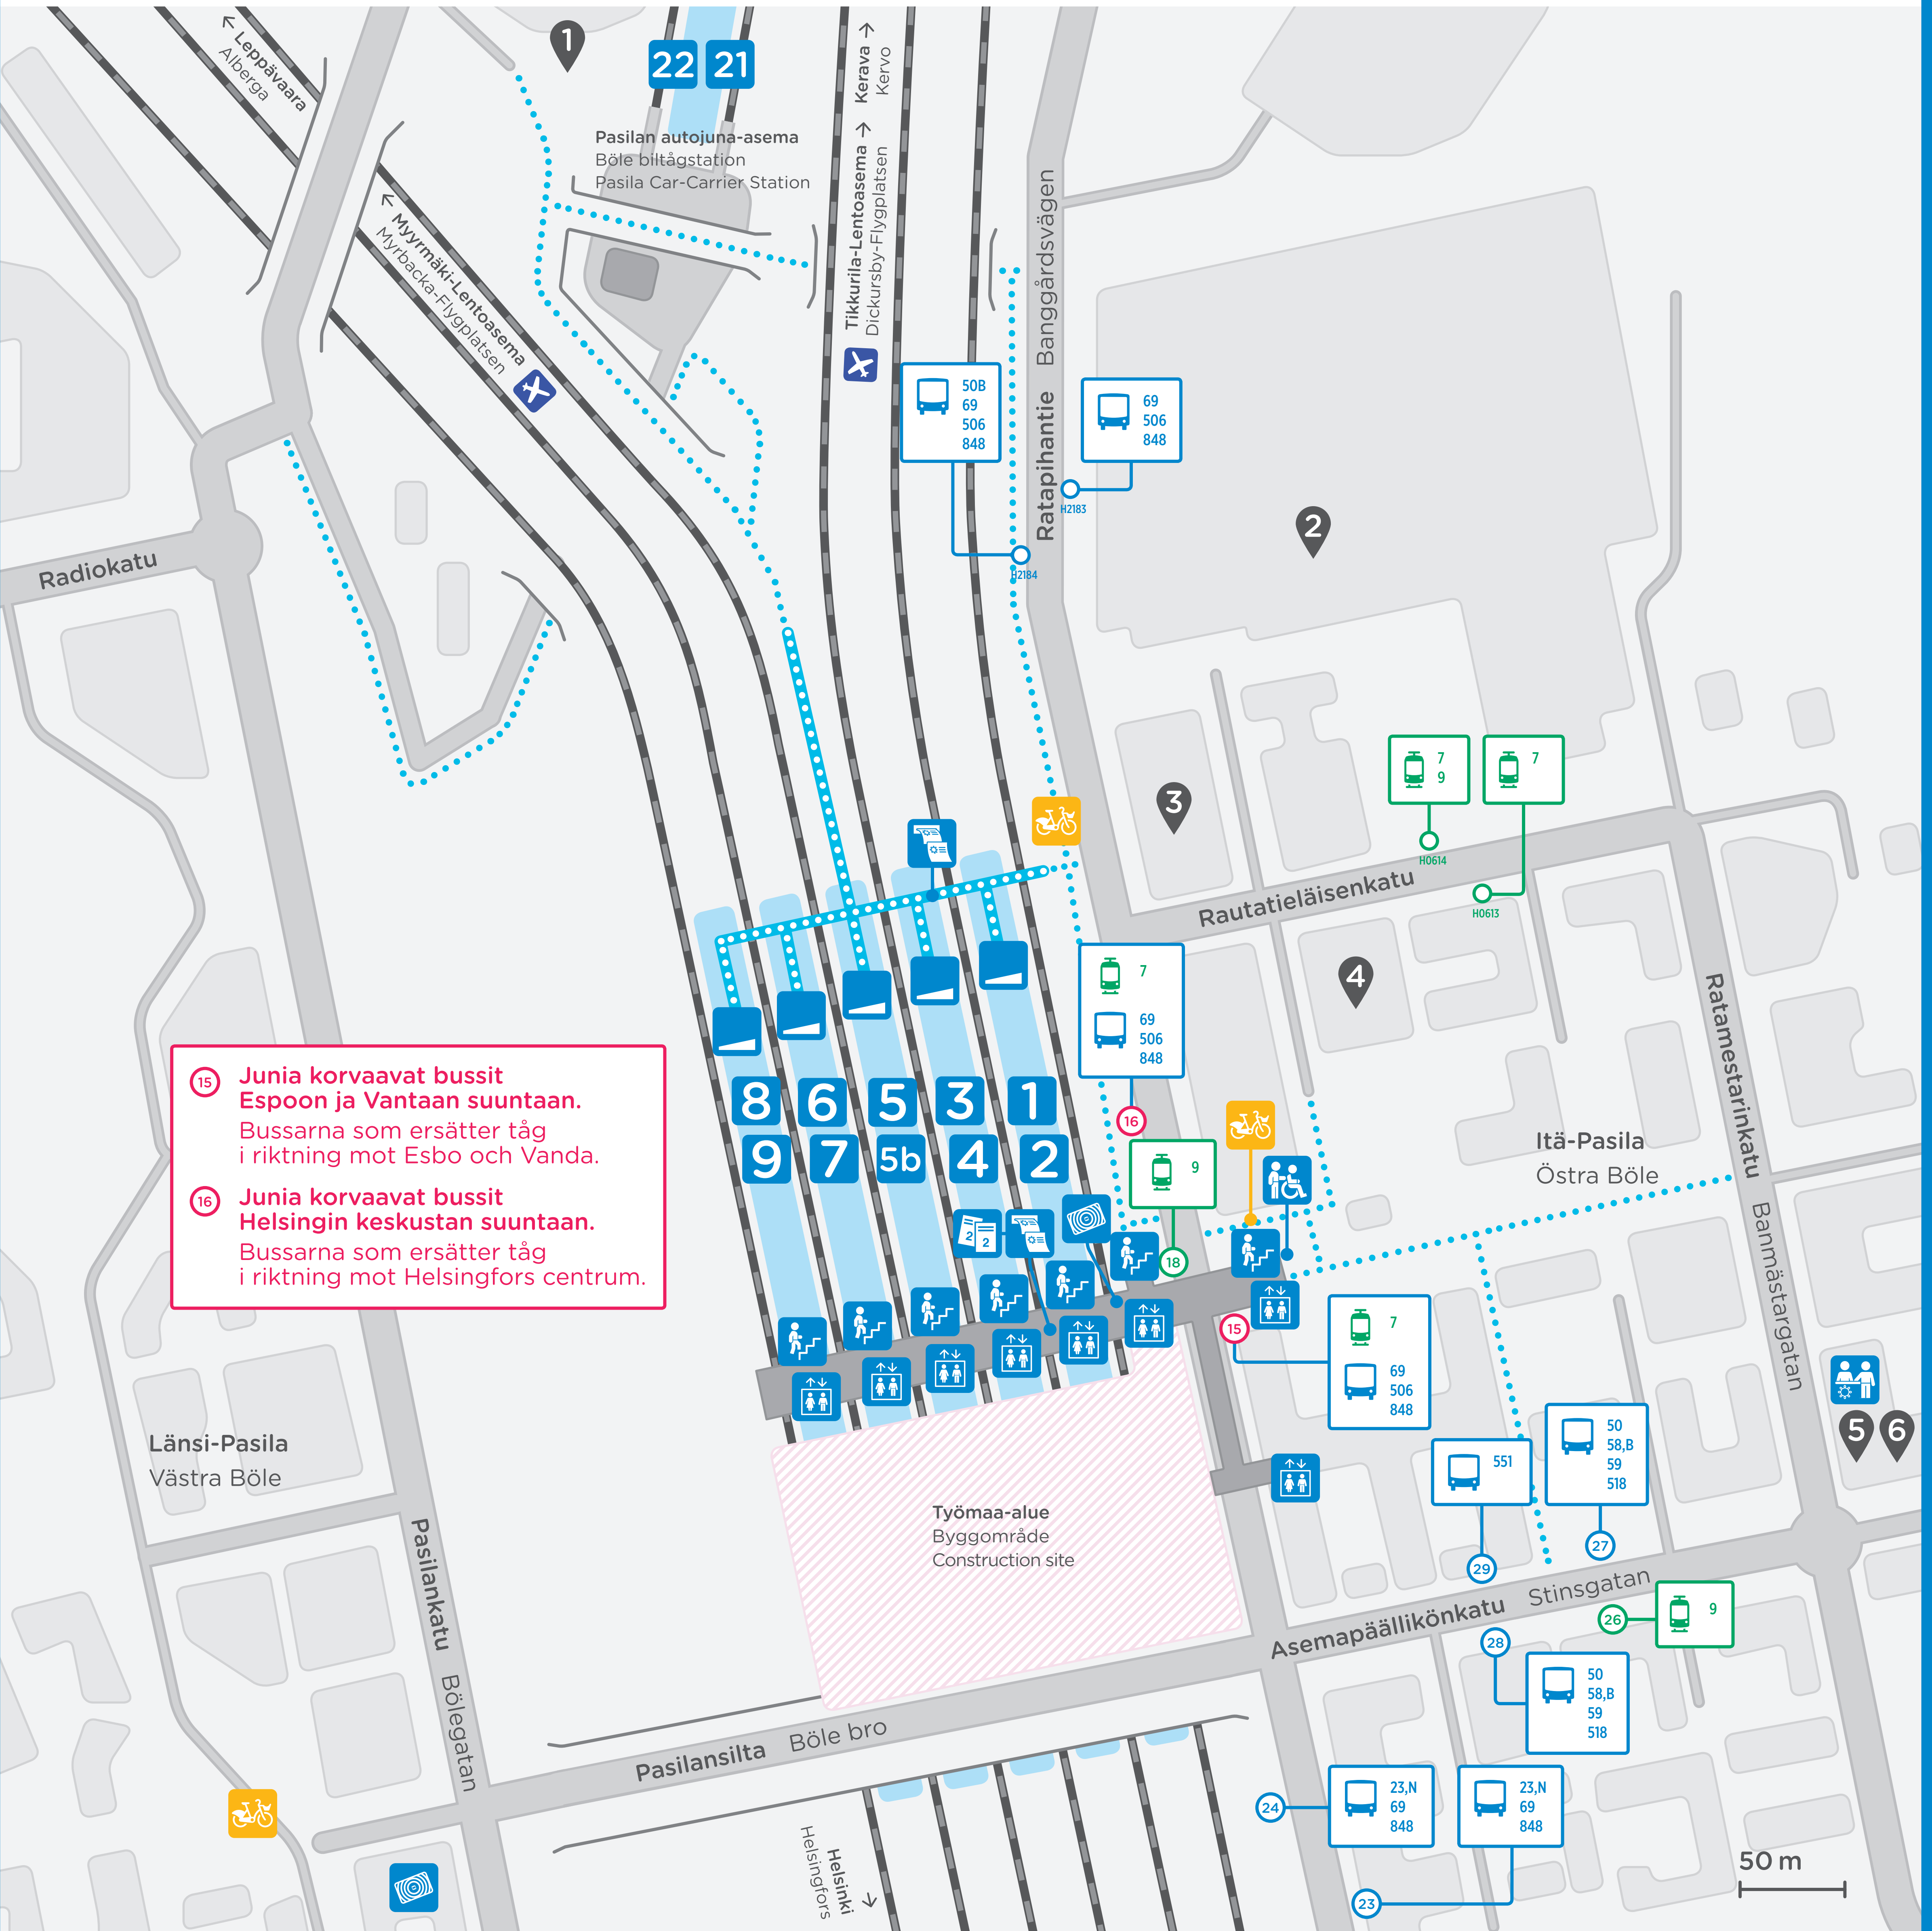 ← Leppävaara
Alberga
1
22 21
Pasilan autojuna-asema
Böle biltågstation
Pasila Car-Carrier Station
Tikkurila-Lentoasema → Kerava →
Dickursby-Flygplatsen Kervo
← Myyrmäki-Lentoasema
Myrbacka-Flygplatsen
Ratapihantie Banggårdsvägen
50B
69
506
848
H2184
69
506
848
H2183
2
Radiokatu
3
7
9
H0614
7
H0613
Rautatieläisenkatu
4
7
69
506
848
16
15 Junia korvaavat bussit
Espoon ja Vantaan suuntaan.
Bussarna som ersätter tåg
i riktning mot Esbo och Vanda.
16 Junia korvaavat bussit
Helsingin keskustan suuntaan.
Bussarna som ersätter tåg
i riktning mot Helsingfors centrum.
8 6 5 3 1
9 7 5b 4 2
2 2
9
18
Itä-Pasila
Östra Böle
Ratamestarinkatu Banmästargatan
15
7
69
506
848
5 6
Länsi-Pasila
Västra Böle
551
29
50
58,B
59
518
27
Työmaa-alue
Byggområde
Construction site
Pasilankatu Bölegatan
Asemapäällikönkatu Stinsgatan
26
9
28
50
58,B
59
518
Pasilansilta Böle bro
24
23,N
69
848
23,N
69
848
23
Helsinki →
Helsingfors
50 m